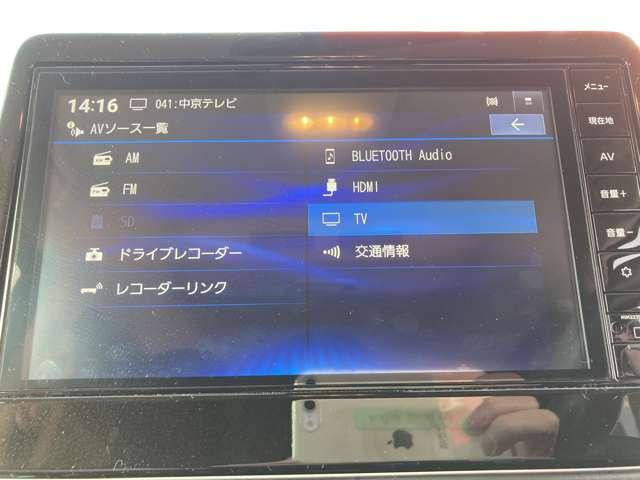 14:16 041:中京テレビ
AVソース一覧
AM
FM
SD
ドライブレコーダー
レコーダーリンク
BLUETOOTH Audio
HDMI
TV
交通情報
メニュー
現在地
AV
音量+
音量-